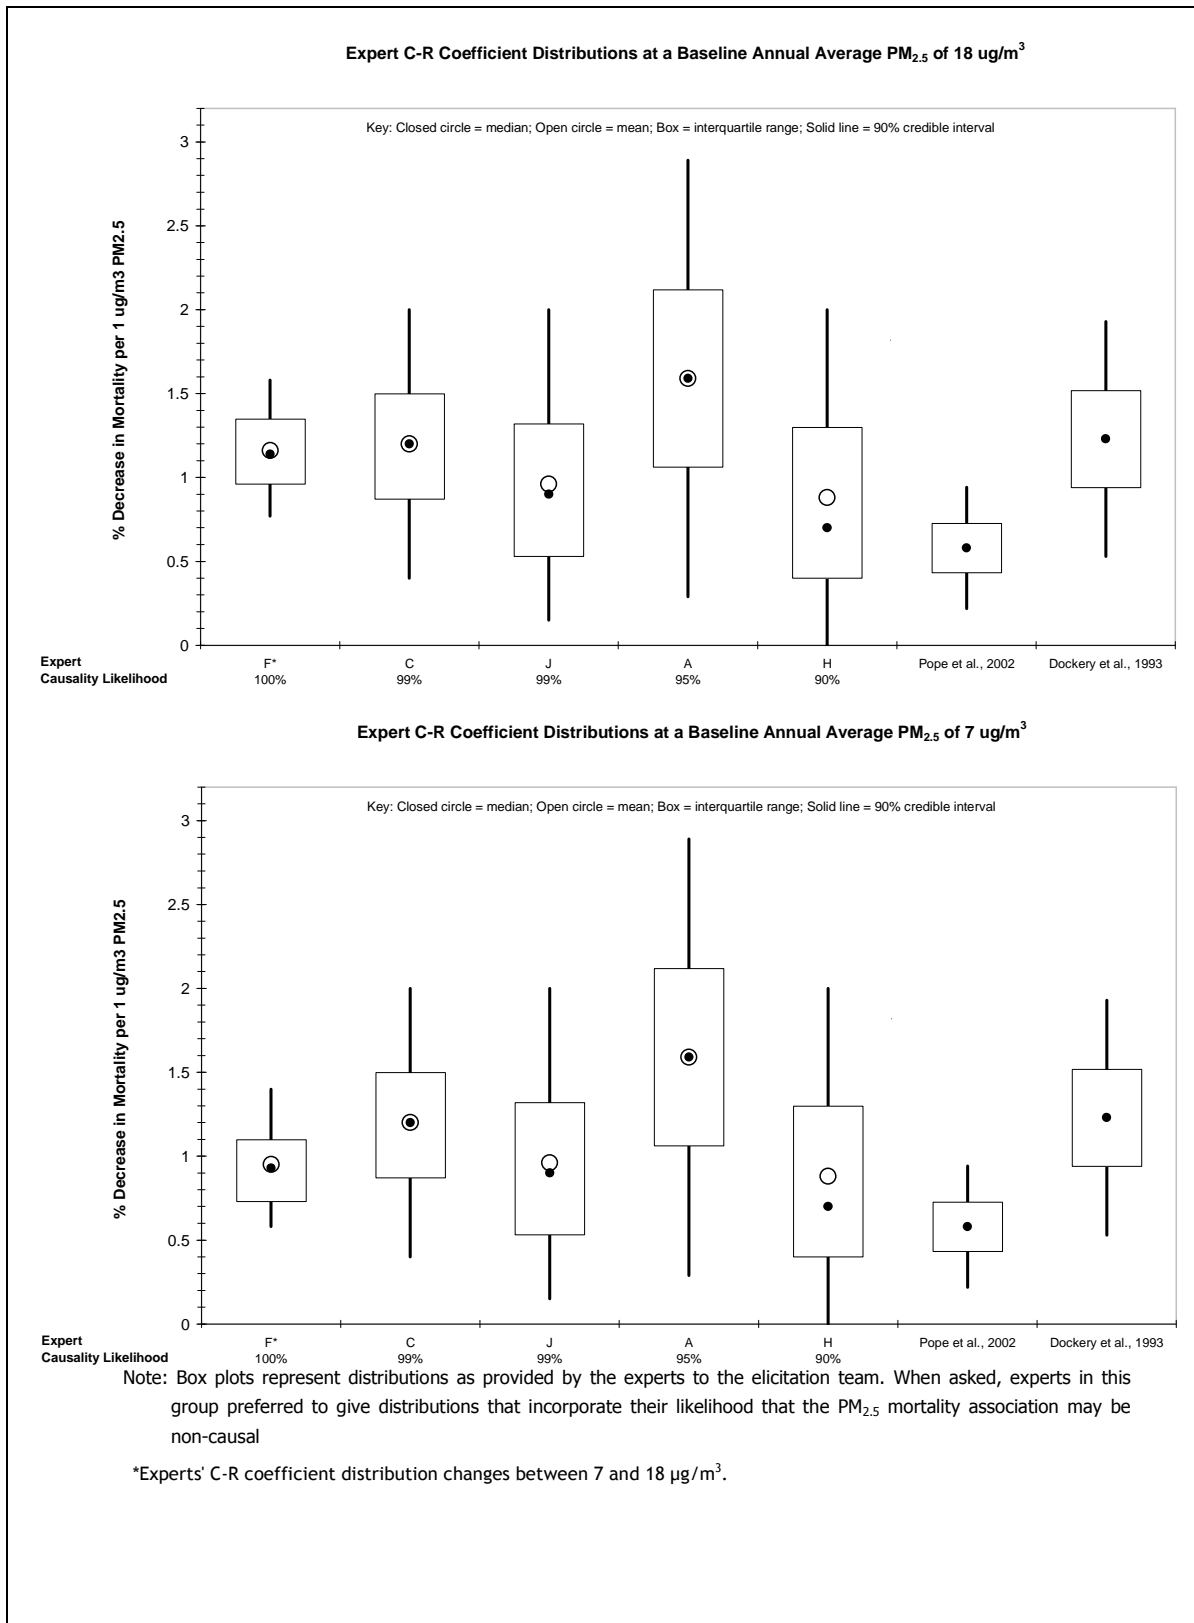 Expert C-R Coefficient Distributions at a Baseline Annual Average PM2.5 of 18 ug/m3
Key: Closed circle = median; Open circle = mean; Box = interquartile range; Solid line = 90% credible interval
% Decrease in Mortality per 1 ug/m3 PM2.5
3
2.5
2
1.5
1
0.5
0
Expert F* C J A H Pope et al., 2002 Dockery et al., 1993
Causality Likelihood 100% 99% 99% 95% 90%
Expert C-R Coefficient Distributions at a Baseline Annual Average PM2.5 of 7 ug/m3
Key: Closed circle = median; Open circle = mean; Box = interquartile range; Solid line = 90% credible interval
% Decrease in Mortality per 1 ug/m3 PM2.5
3
2.5
2
1.5
1
0.5
0
Expert F* C J A H Pope et al., 2002 Dockery et al., 1993
Causality Likelihood 100% 99% 99% 95% 90%
Note: Box plots represent distributions as provided by the experts to the elicitation team. When asked, experts in this
group preferred to give distributions that incorporate their likelihood that the PM2.5 mortality association may be
non-causal
*Experts' C-R coefficient distribution changes between 7 and 18 µg/m3.